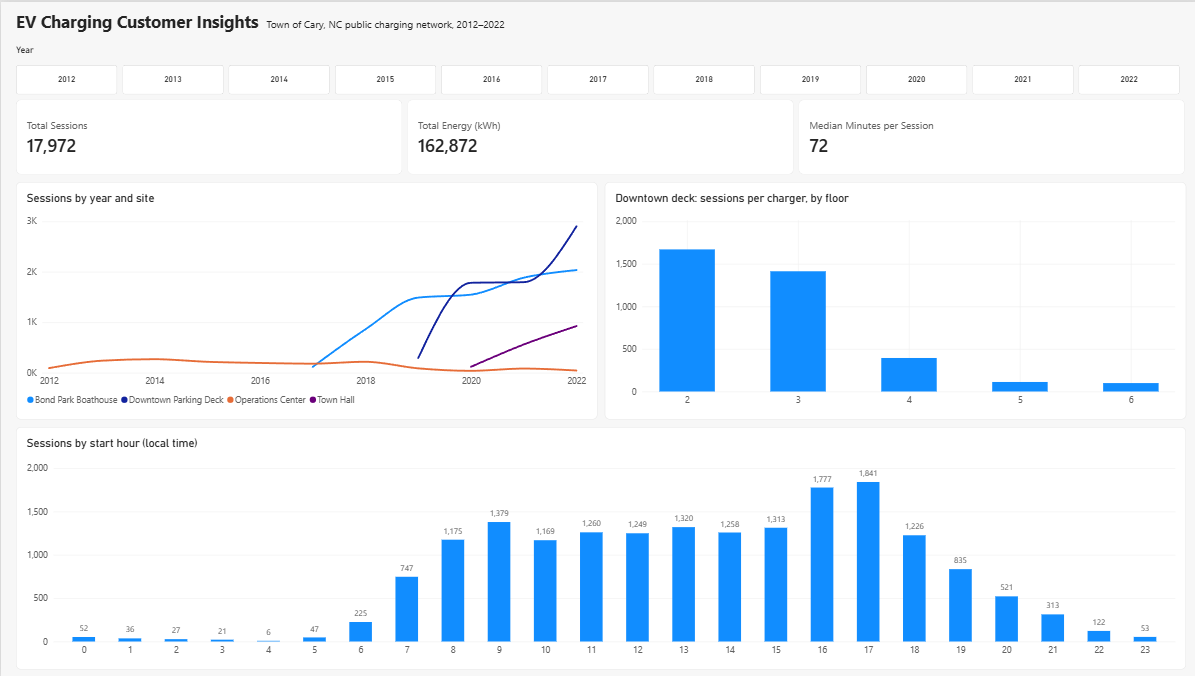 EV Charging Customer Insights Town of Cary, NC public charging network, 2012–2022
Year
2012 2013 2014 2015 2016 2017 2018 2019 2020 2021 2022
Total Sessions
17,972
Total Energy (kWh)
162,872
Median Minutes per Session
72
Sessions by year and site
3K
2K
1K
0K
2012 2014 2016 2018 2020 2022
Bond Park Boathouse Downtown Parking Deck Operations Center Town Hall
Downtown deck: sessions per charger, by floor
2,000
1,500
1,000
500
0
2 3 4 5 6
Sessions by start hour (local time)
2,000
1,500
1,000
500
0
52 36 27 21 6 47 225 747 1,175 1,379 1,169 1,260 1,249 1,320 1,258 1,313 1,777 1,841 1,226 835 521 313 122 53
0 1 2 3 4 5 6 7 8 9 10 11 12 13 14 15 16 17 18 19 20 21 22 23